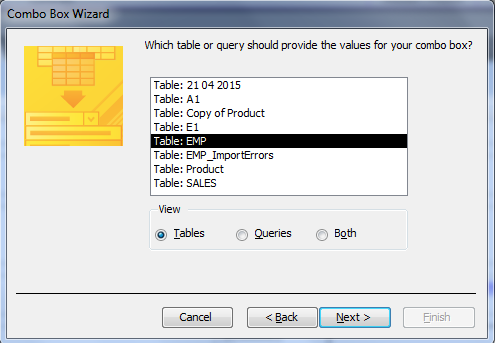 Combo Box Wizard
Which table or query should provide the values for your combo box?
Table: 21 04 2015
Table: A1
Table: Copy of Product
Table: E1
Table: EMP
Table: EMP_ImportErrors
Table: Product
Table: SALES
View
Tables Queries Both
Cancel < Back Next > Finish